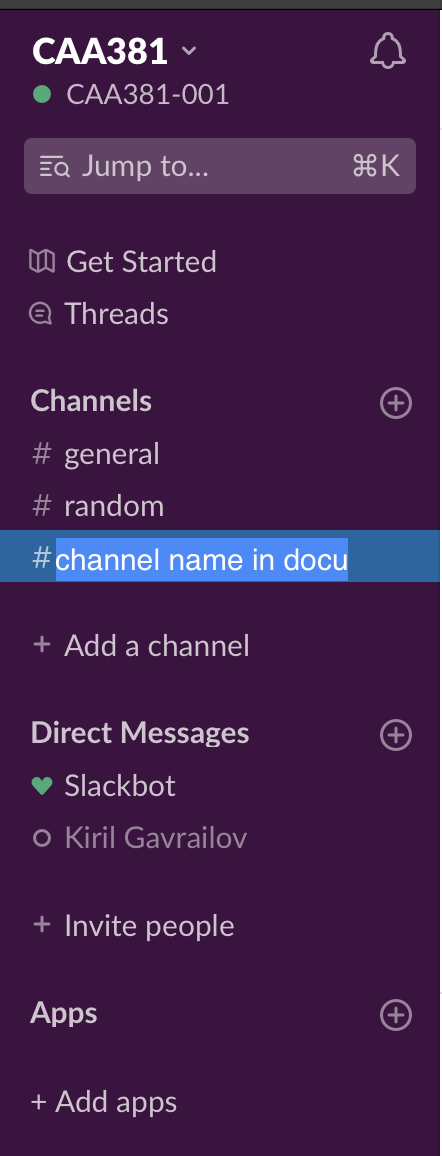 CAA381
CAA381-001
Jump to... ⌘K
Get Started
Threads
Channels
# general
# random
# channel name in docu
+ Add a channel
Direct Messages
Slackbot
Kiril Gavrailov
+ Invite people
Apps
+ Add apps